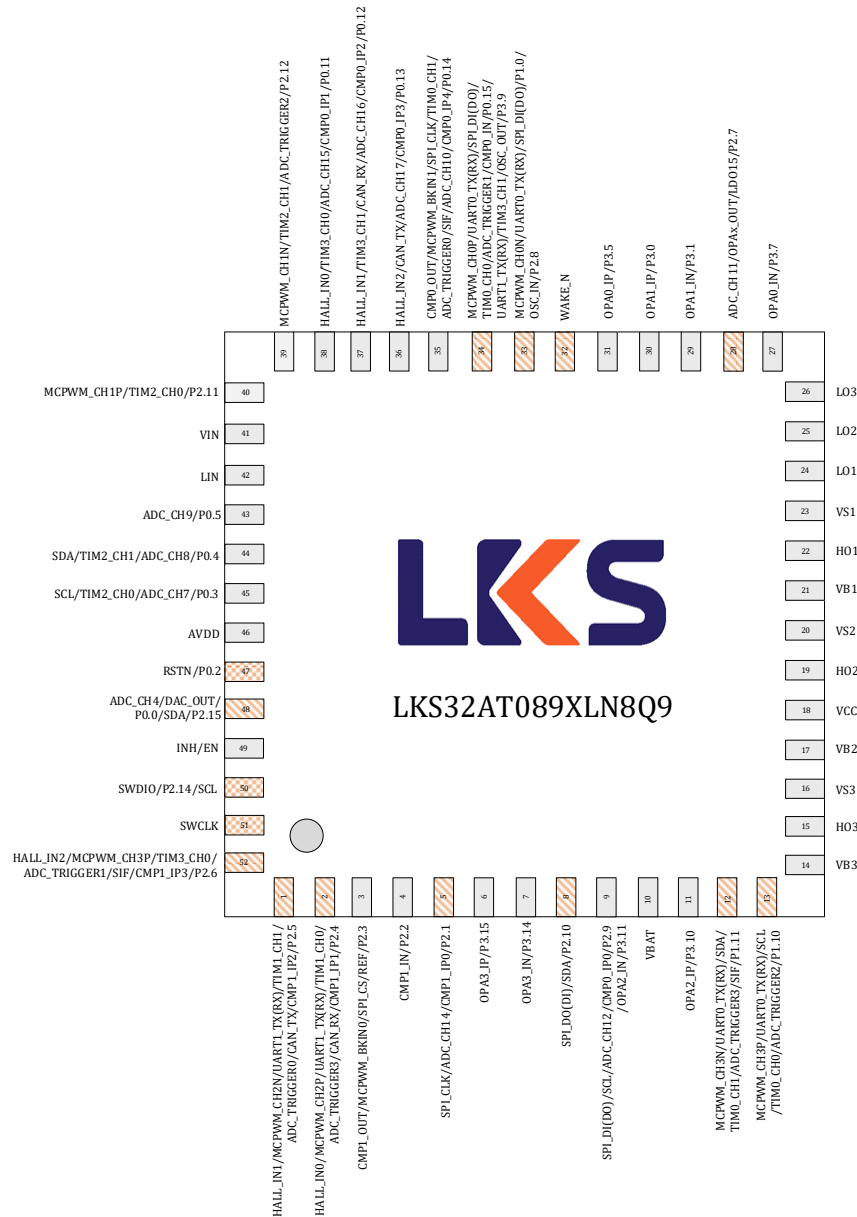 MCPWM_CH1N/TIM2_CH1/ADC_TRIGGER2/P2.12
HALL_IN0/TIM3_CH0/ADC_CH15/CMP0_IP1/P0.11
HALL_IN1/TIM3_CH1/CAN_RX/ADC_CH16/CMP0_IP2/P0.12
HALL_IN2/CAN_TX/ADC_CH17/CMP0_IP3/P0.13
CMP0_OUT/MCPWM_BKIN1/SPI_CLK/TIM0_CH1/
ADC_TRIGGER0/SIF/ADC_CH10/CMP0_IP4/P0.14
MCPWM_CH0P/UART0_TX(RX)/SPI_DI(DO)/
TIM0_CH0/ADC_TRIGGER1/CMP0_IN/P0.15/
UART1_TX(RX)/TIM3_CH1/OSC_OUT/P3.9
MCPWM_CH0N/UART0_TX(RX)/SPI_DI(DO)/P1.0/
OSC_IN/P2.8
WAKE_N
OPA0_IP/P3.5
OPA1_IP/P3.0
OPA1_IN/P3.1
ADC_CH11/OPAx_OUT/LDO15/P2.7
OPA0_IN/P3.7
39
38
37
36
35
34
33
32
31
30
29
28
27
MCPWM_CH1P/TIM2_CH0/P2.11
40
VIN
41
LIN
42
ADC_CH9/P0.5
43
SDA/TIM2_CH1/ADC_CH8/P0.4
44
SCL/TIM2_CH0/ADC_CH7/P0.3
45
AVDD
46
RSTN/P0.2
47
ADC_CH4/DAC_OUT/
P0.0/SDA/P2.15
48
INH/EN
49
SWDIO/P2.14/SCL
50
SWCLK
51
HALL_IN2/MCPWM_CH3P/TIM3_CH0/
ADC_TRIGGER1/SIF/CMP1_IP3/P2.6
52
LKS
LKS32AT089XLN8Q9
26
LO3
25
LO2
24
LO1
23
VS1
22
HO1
21
VB1
20
VS2
19
HO2
18
VCC
17
VB2
16
VS3
15
HO3
14
VB3
1
2
3
4
5
6
7
8
9
10
11
12
13
HALL_IN1/MCPWM_CH2N/UART1_TX(RX)/TIM1_CH1/
ADC_TRIGGER0/CAN_TX/CMP1_IP2/P2.5
HALL_IN0/MCPWM_CH2P/UART1_TX(RX)/TIM1_CH0/
ADC_TRIGGER3/CAN_RX/CMP1_IP1/P2.4
CMP1_OUT/MCPWM_BKIN0/SPI_CS/REF/P2.3
CMP1_IN/P2.2
SPI_CLK/ADC_CH14/CMP1_IP0/P2.1
OPA3_IP/P3.15
OPA3_IN/P3.14
SPI_DO(DI)/SDA/P2.10
SPI_DI(DO)/SCL/ADC_CH12/CMP0_IP0/P2.9
/OPA2_IN/P3.11
VBAT
OPA2_IP/P3.10
MCPWM_CH3N/UART0_TX(RX)/SDA/
TIM0_CH1/ADC_TRIGGER3/SIF/P1.11
MCPWM_CH3P/UART0_TX(RX)/SCL
/TIM0_CH0/ADC_TRIGGER2/P1.10